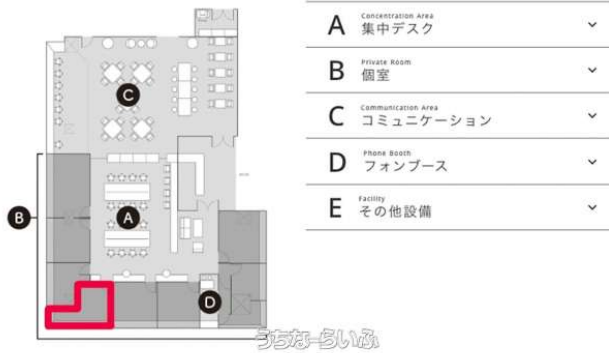 A
Concentration Area
集中デスク
B
Private Room
個室
C
Communication Area
コミュニケーション
D
Phone Booth
フォンブース
E
Facility
その他設備
C
B
A
D
うちなーらいふ